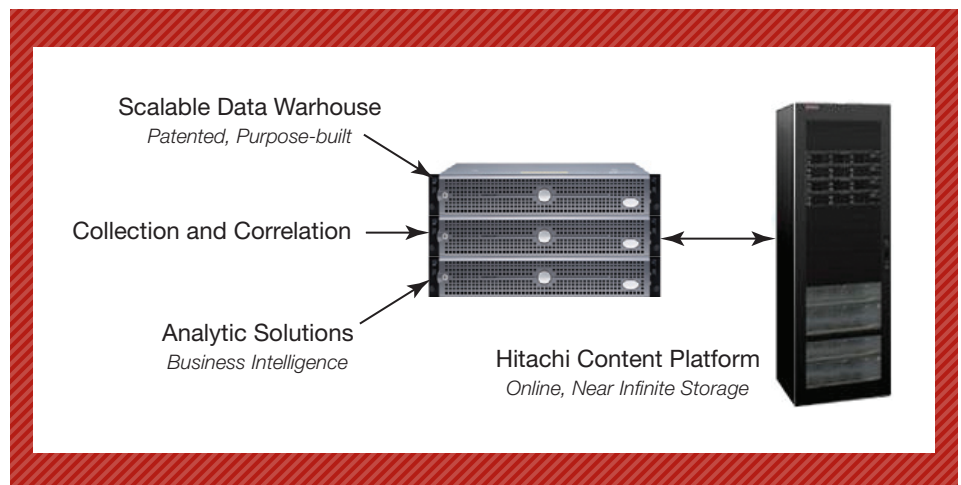 Scalable Data Warhouse
Patented, Purpose-built
Collection and Correlation
Analytic Solutions
Business Intelligence
Hitachi Content Platform
Online, Near Infinite Storage